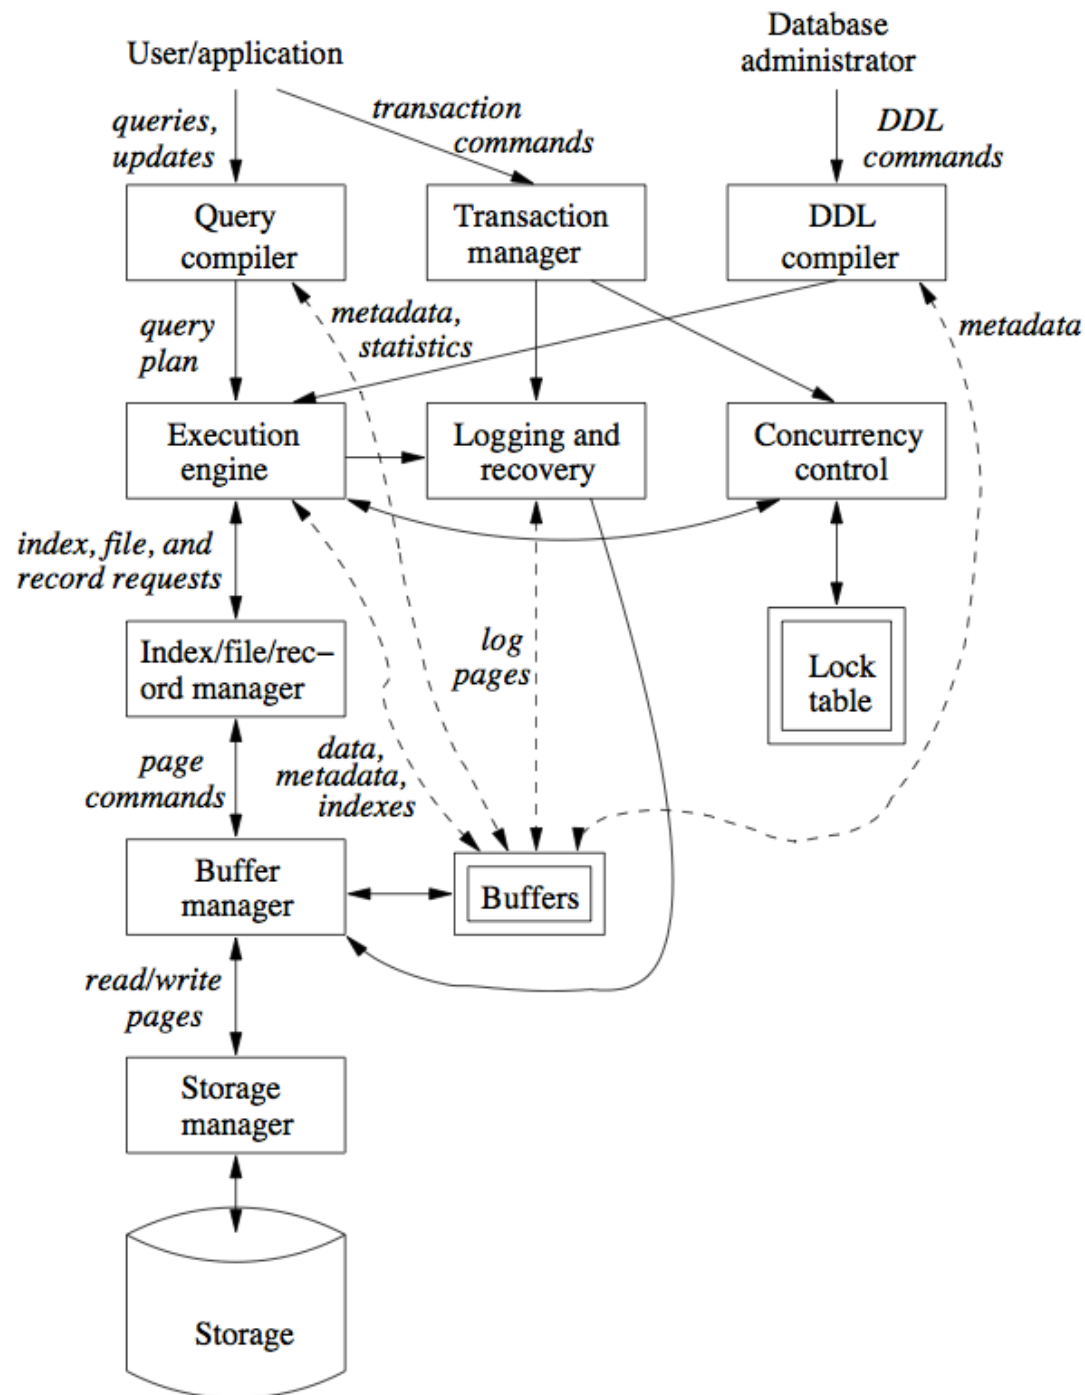 User/application
Database
administrator
queries,
updates
transaction
commands
DDL
commands
Query
compiler
Transaction
manager
DDL
compiler
query
plan
metadata,
statistics
metadata
Execution
engine
Logging and
recovery
Concurrency
control
index, file, and
record requests
Index/file/rec−
ord manager
log
pages
Lock
table
page
commands
data,
metadata,
indexes
Buffer
manager
Buffers
read/write
pages
Storage
manager
Storage